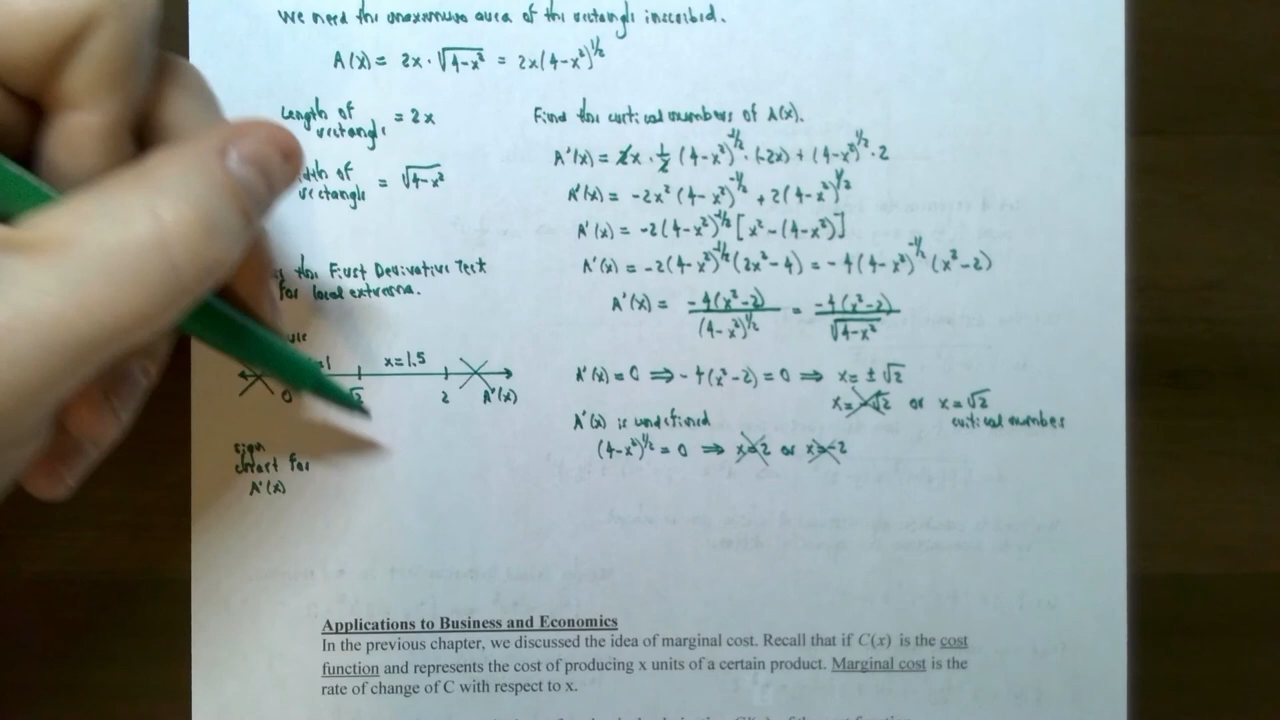 We need the maximum area of the rectangle inscribed.
A(x) = 2x · √(4-x²) = 2x(4-x²)^1/2
Length of rectangle = 2x
width of rectangle = √(4-x²)
the First Derivative Test
for local extrema.
x=1.5
0 √2 2 A'(x)
sign
chart for
A'(x)
Find the critical numbers of A(x).
A'(x) = 2x · 1/2 (4-x²)^-1/2 · (-2x) + (4-x²)^1/2 · 2
A'(x) = -2x² (4-x²)^-1/2 + 2(4-x²)^1/2
A'(x) = -2(4-x²)^-1/2 [x² - (4-x²)]
A'(x) = -2(4-x²)^-1/2 (2x²-4) = -4(4-x²)^-1/2 (x²-2)
A'(x) = -4(x²-2)/(4-x²)^1/2 = -4(x²-2)/√(4-x²)
A'(x) = 0 ⟹ -4(x²-2) = 0 ⟹ x = ±√2
x=-√2 or x=√2
critical number
A'(x) is undefined
(4-x²)^1/2 = 0 ⟹ x=2 or x=-2
Applications to Business and Economics
In the previous chapter, we discussed the idea of marginal cost. Recall that if C(x) is the cost
function and represents the cost of producing x units of a certain product. Marginal cost is the
rate of change of C with respect to x.